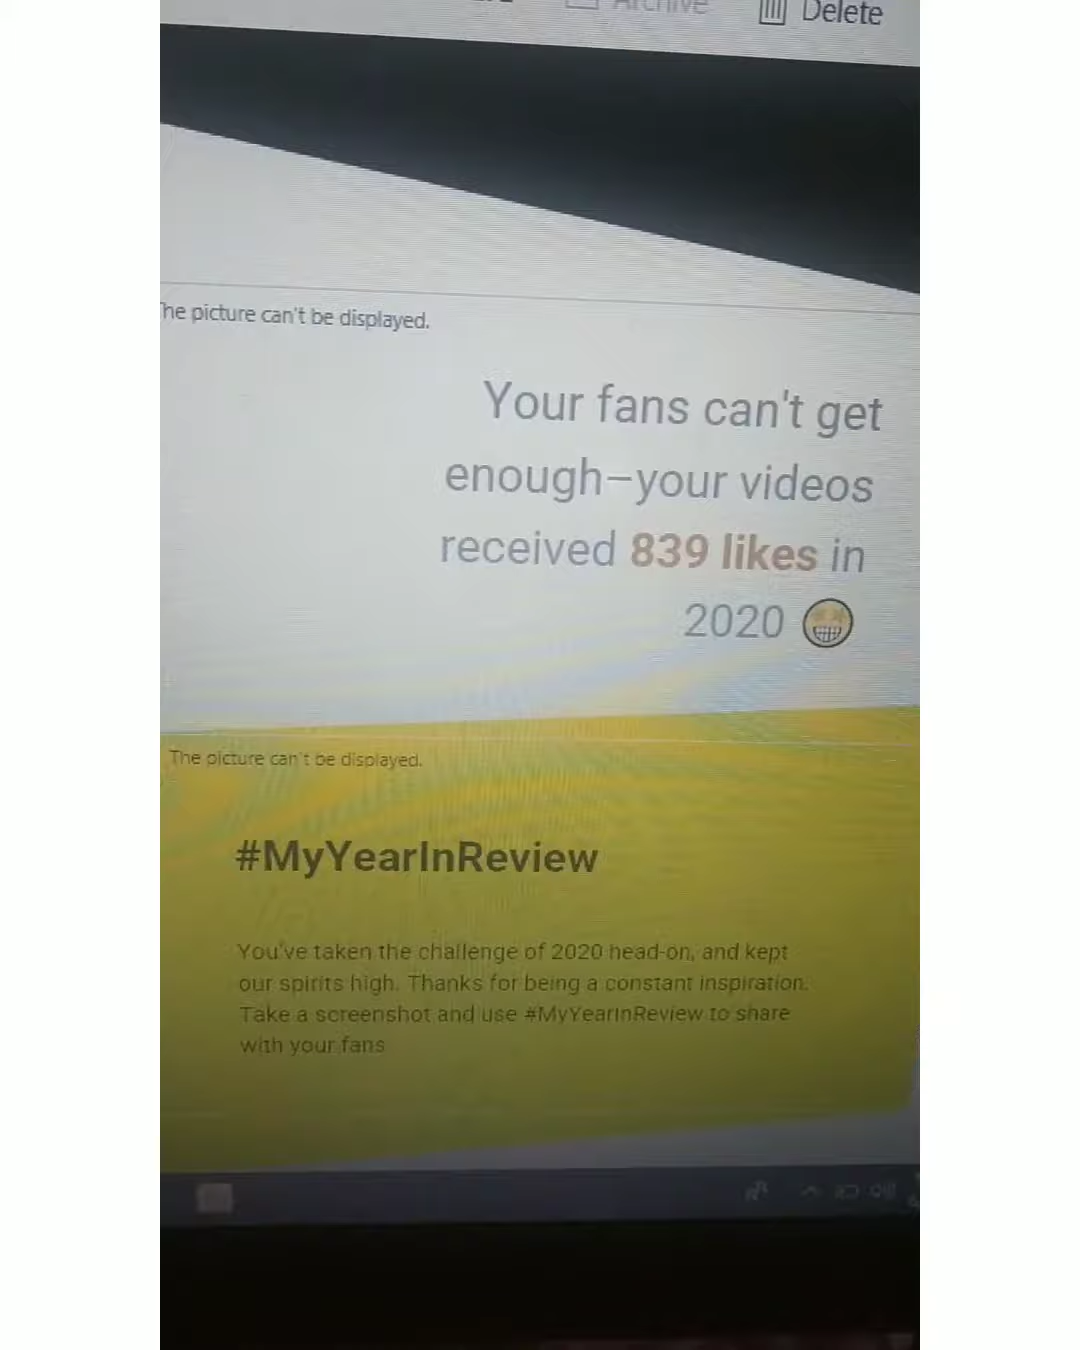 Archive Delete
he picture can't be displayed.
Your fans can't get
enough–your videos
received 839 likes in
2020
The picture can't be displayed.
#MyYearInReview
You've taken the challenge of 2020 head-on, and kept
our spirits high. Thanks for being a constant inspiration.
Take a screenshot and use #MyYearInReview to share
with your fans